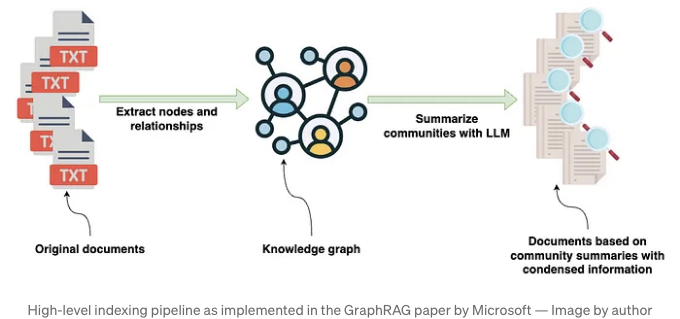 TXT
TXT
TXT
TXT
TXT
Extract nodes and
relationships
Summarize
communities with LLM
Original documents
Knowledge graph
Documents based on
community summaries with
condensed information
High-level indexing pipeline as implemented in the GraphRAG paper by Microsoft — Image by author